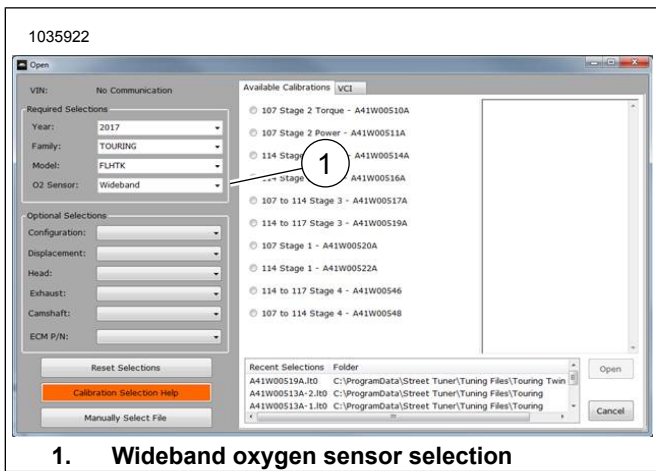 1035922
Open
VIN: No Communication
Required Selections
Year: 2017
Family: TOURING
Model: FLHTK
O2 Sensor: Wideband
Optional Selections
Configuration:
Displacement:
Head:
Exhaust:
Camshaft:
ECM P/N:
Reset Selections
Calibration Selection Help
Manually Select File
Available Calibrations VCI
107 Stage 2 Torque - A41W00510A
107 Stage 2 Power - A41W00511A
114 Stage - A41W00514A
114 Stage - A41W00516A
107 to 114 Stage 3 - A41W00517A
114 to 117 Stage 3 - A41W00519A
107 Stage 1 - A41W00520A
114 Stage 1 - A41W00522A
114 to 117 Stage 4 - A41W00546
107 to 114 Stage 4 - A41W00548
1
Recent Selections Folder
A41W00519A.lt0 C:\ProgramData\Street Tuner\Tuning Files\Touring Twin
A41W00513A-2.lt0 C:\ProgramData\Street Tuner\Tuning Files\Touring
A41W00513A-1.lt0 C:\ProgramData\Street Tuner\Tuning Files\Touring
Open
Cancel
1. Wideband oxygen sensor selection